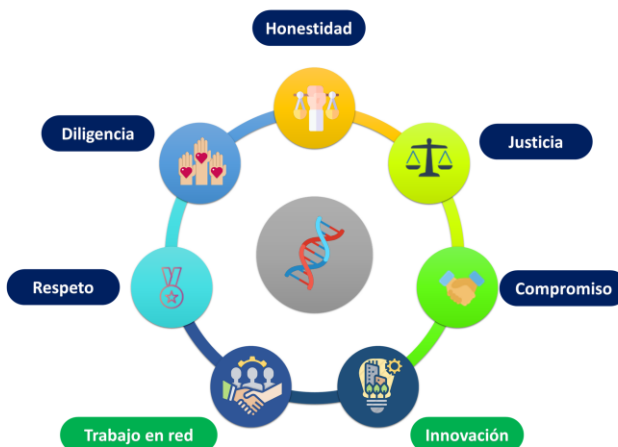 Honestidad
Diligencia
Justicia
Respeto
Compromiso
Trabajo en red
Innovación